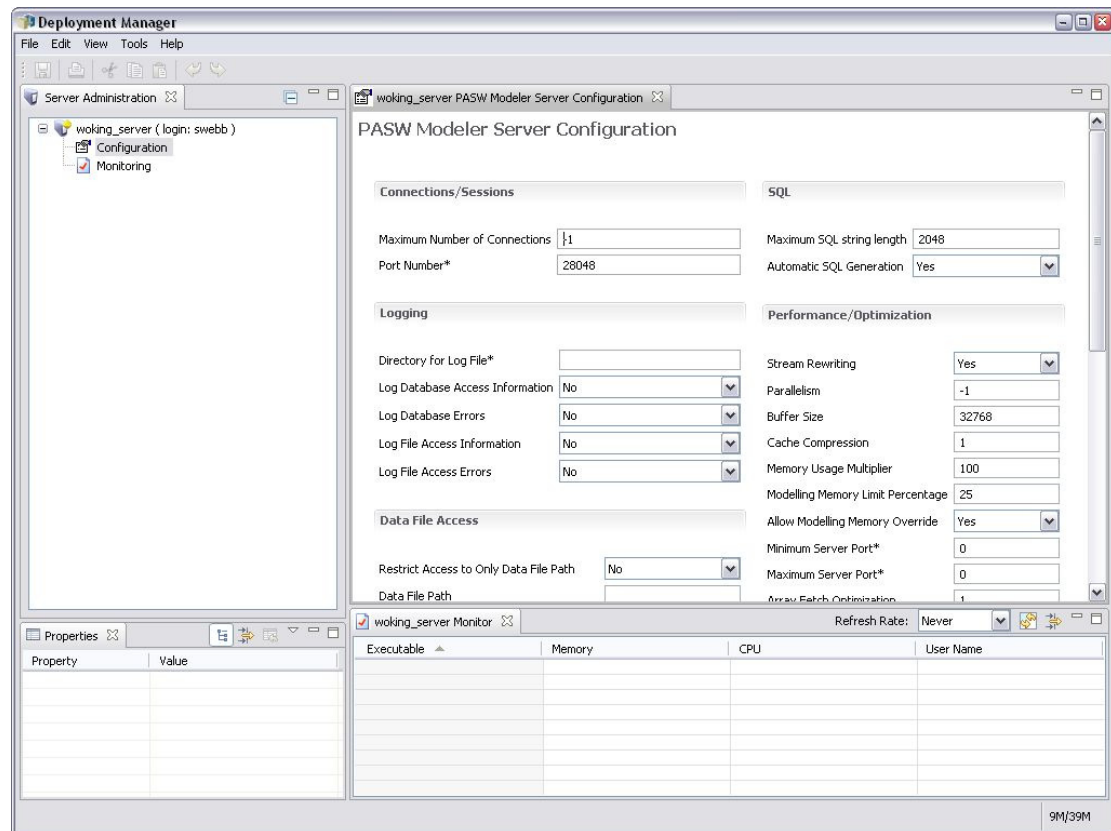 Deployment Manager
File Edit View Tools Help
Server Administration
woking_server ( login: swebb )
Configuration
Monitoring
woking_server PASW Modeler Server Configuration
PASW Modeler Server Configuration
Connections/Sessions
Maximum Number of Connections -1
Port Number* 28048
Logging
Directory for Log File*
Log Database Access Information No
Log Database Errors No
Log File Access Information No
Log File Access Errors No
Data File Access
Restrict Access to Only Data File Path No
Data File Path
SQL
Maximum SQL string length 2048
Automatic SQL Generation Yes
Performance/Optimization
Stream Rewriting Yes
Parallelism -1
Buffer Size 32768
Cache Compression 1
Memory Usage Multiplier 100
Modelling Memory Limit Percentage 25
Allow Modelling Memory Override Yes
Minimum Server Port* 0
Maximum Server Port* 0
Array Fetch Optimization 1
Properties
Property Value
woking_server Monitor
Refresh Rate: Never
Executable Memory CPU User Name
9M/39M